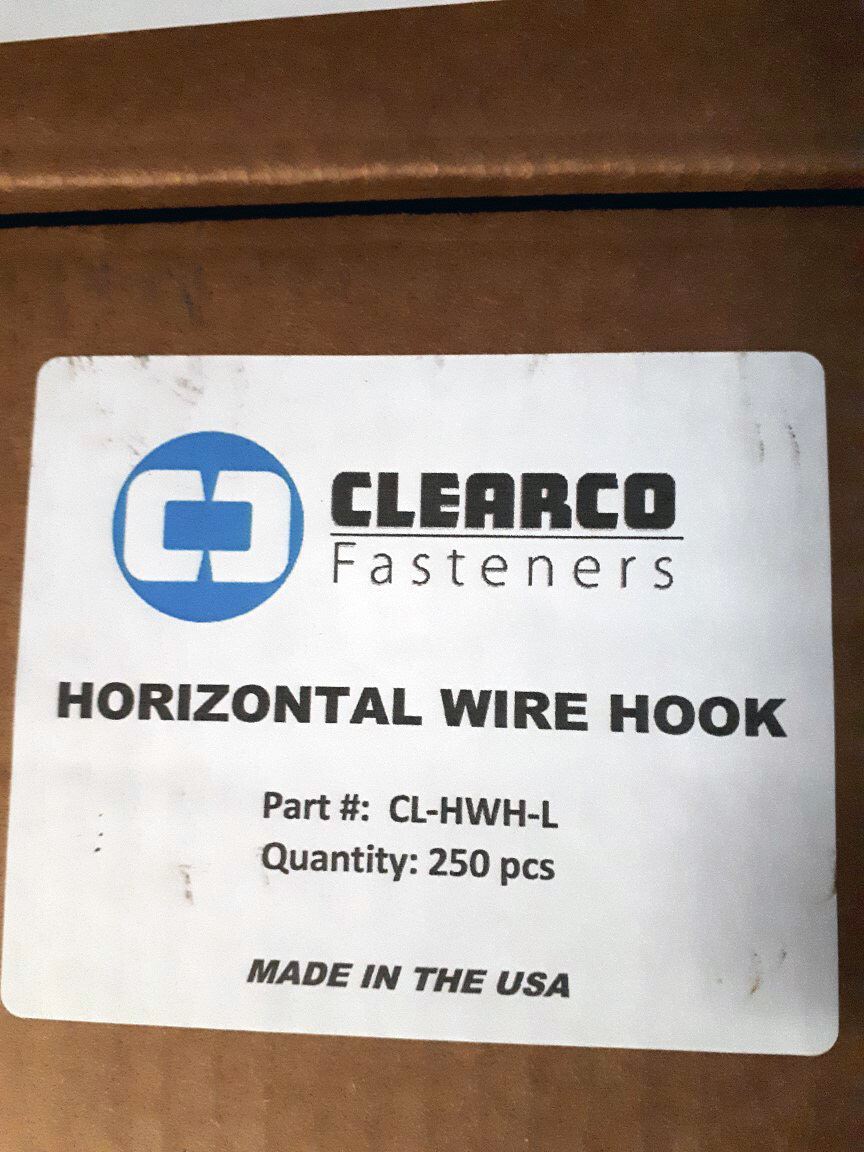 CLEARCO
Fasteners
HORIZONTAL WIRE HOOK
Part #: CL-HWH-L
Quantity: 250 pcs
MADE IN THE USA